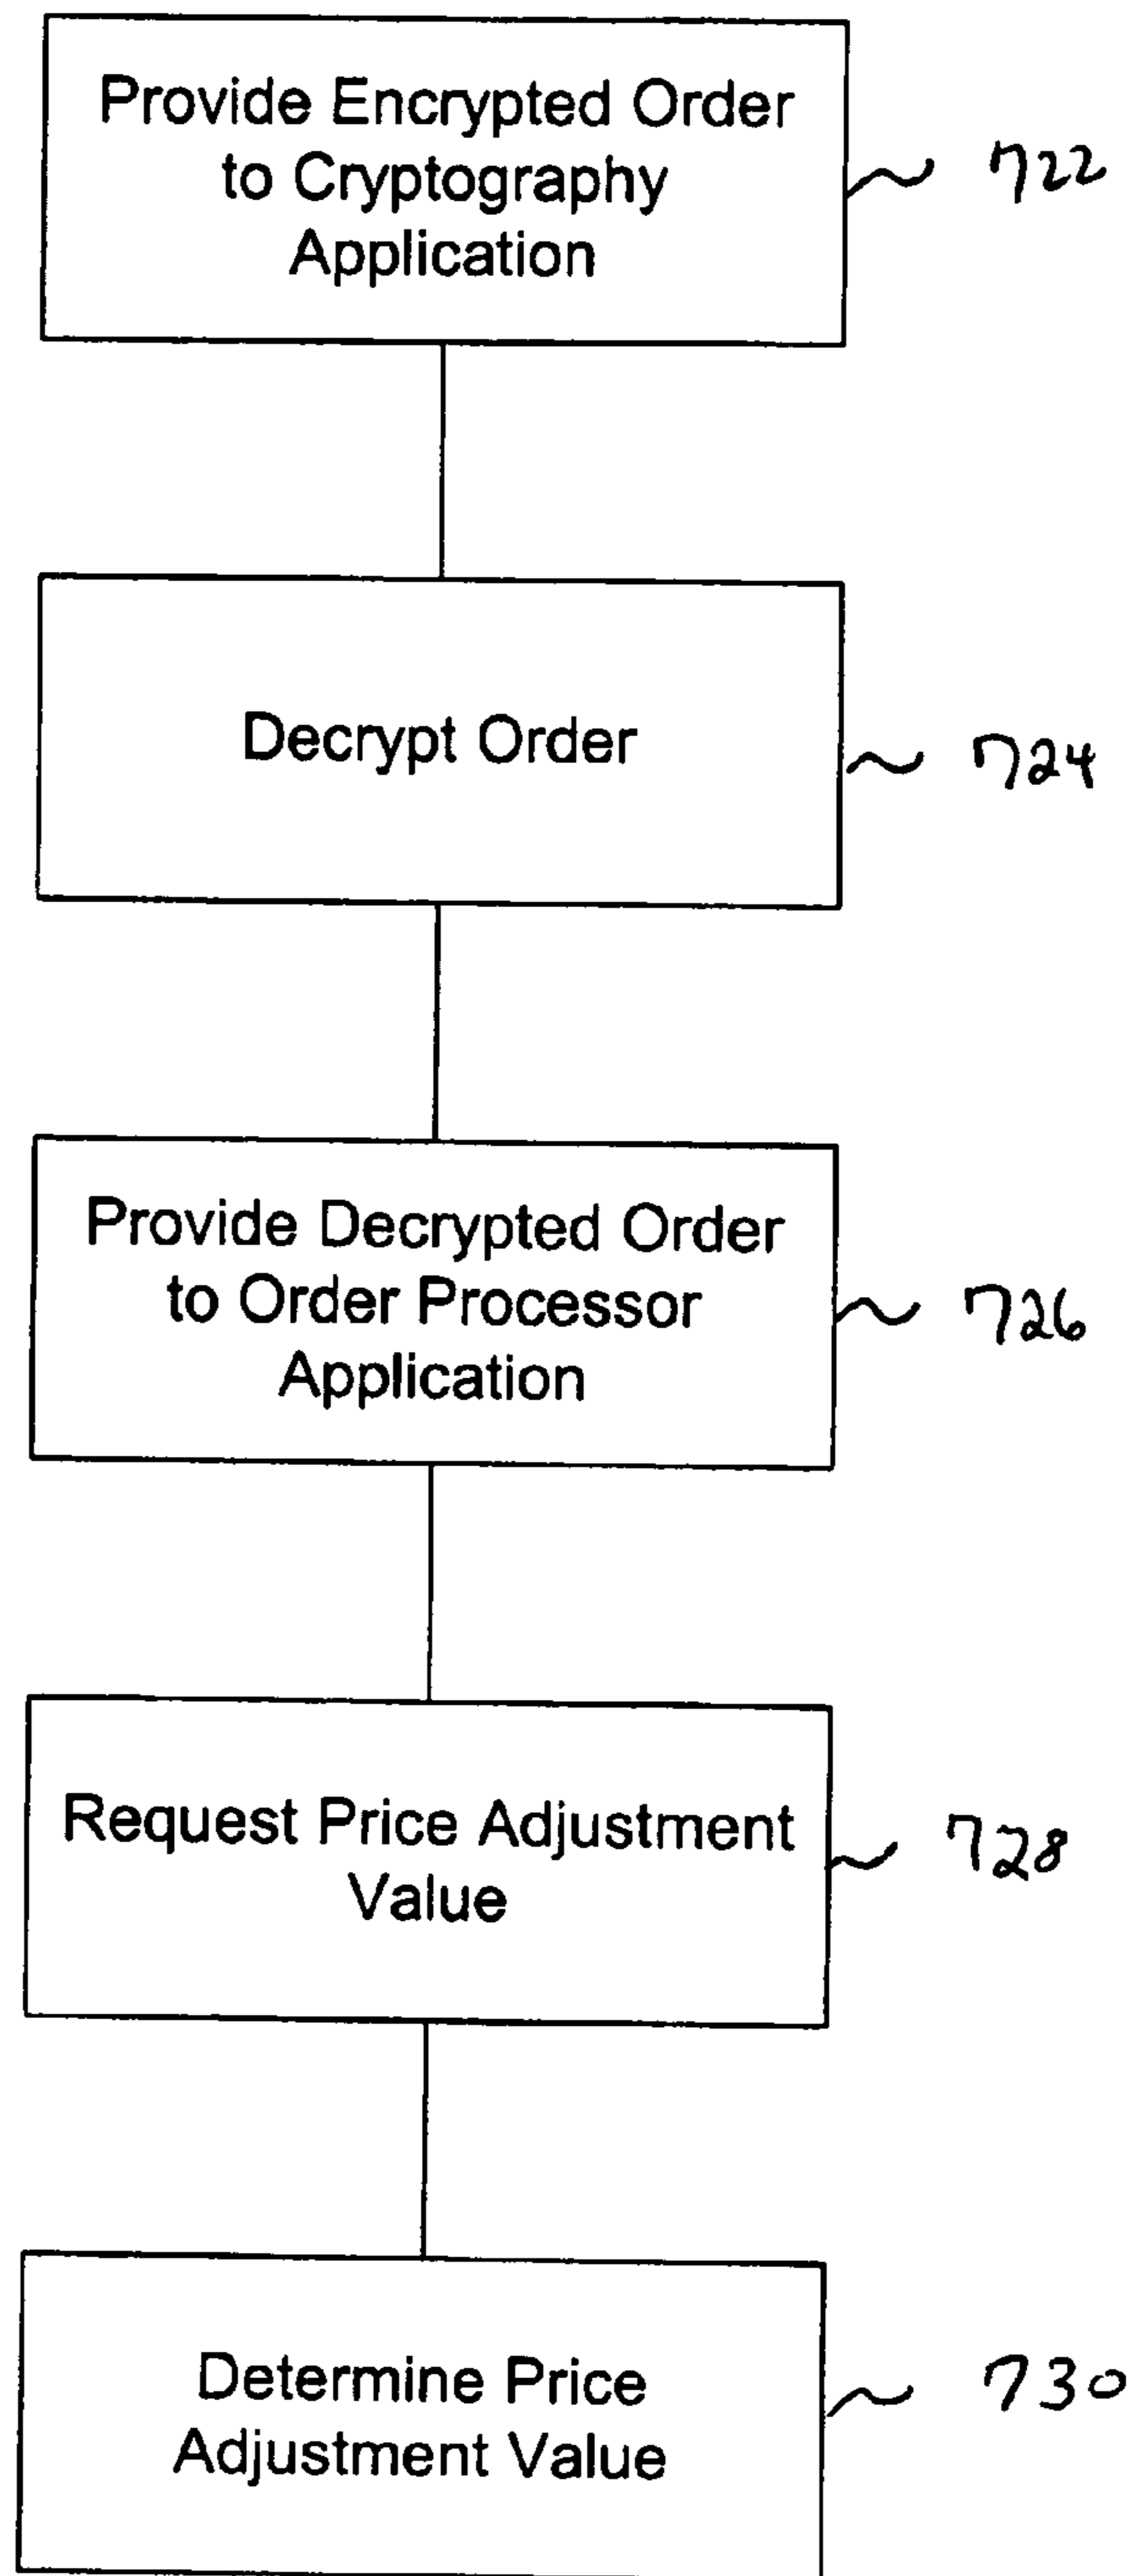 Provide Encrypted Order
to Cryptography
Application
722
Decrypt Order
724
Provide Decrypted Order
to Order Processor
Application
726
Request Price Adjustment
Value
728
Determine Price
Adjustment Value
730